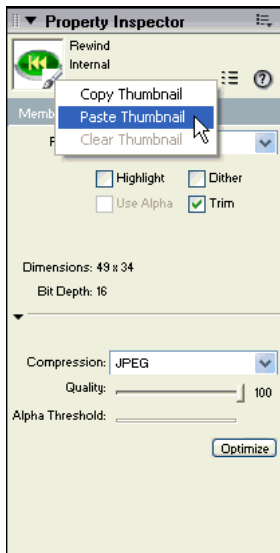 Property Inspector
Rewind
Internal
Copy Thumbnail
Memb
Paste Thumbnail
Clear Thumbnail
Highlight
Dither
Use Alpha
Trim
Dimensions: 49 x 34
Bit Depth: 16
Compression: JPEG
Quality: 100
Alpha Threshold:
Optimize